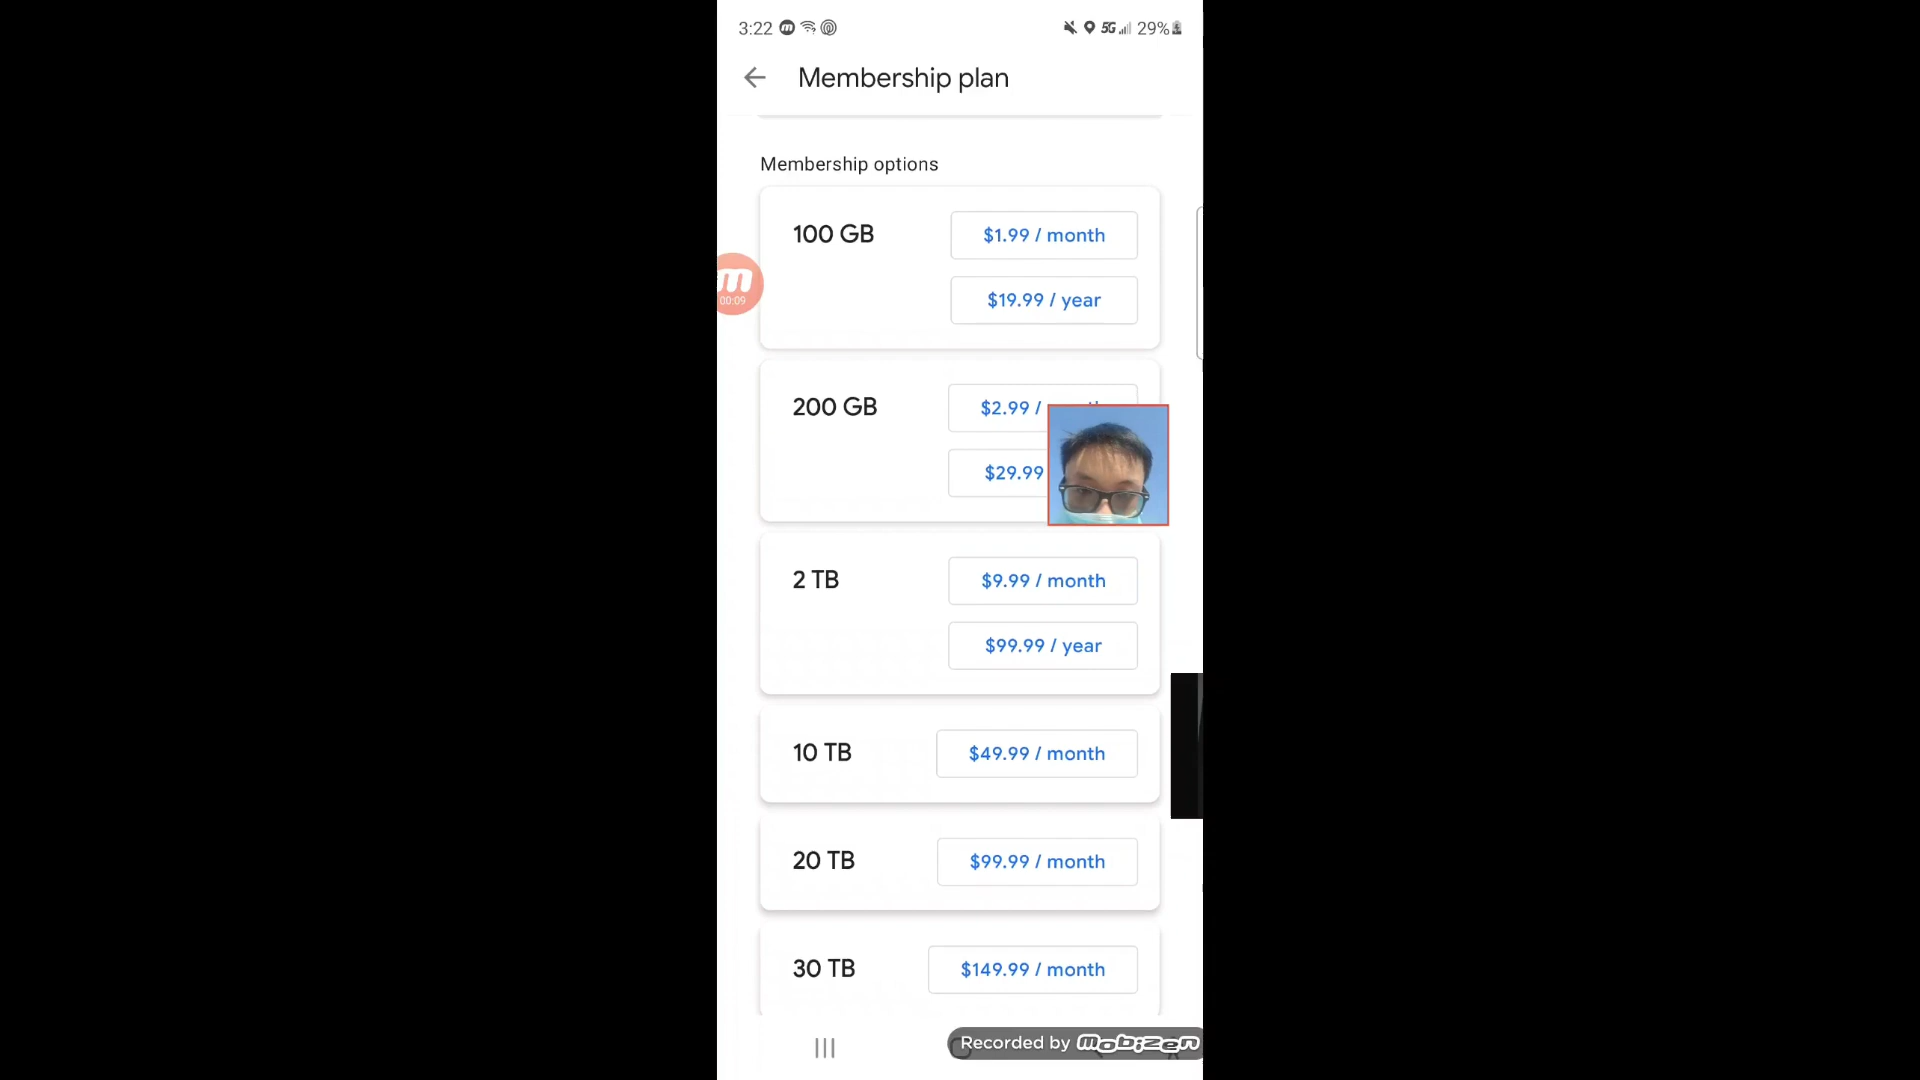 3:22 5G 29%
Membership plan
Membership options
100 GB
$1.99 / month
$19.99 / year
m
00:09
200 GB
$2.99 /
$29.99
2 TB
$9.99 / month
$99.99 / year
10 TB
$49.99 / month
20 TB
$99.99 / month
30 TB
$149.99 / month
Recorded by mobizen